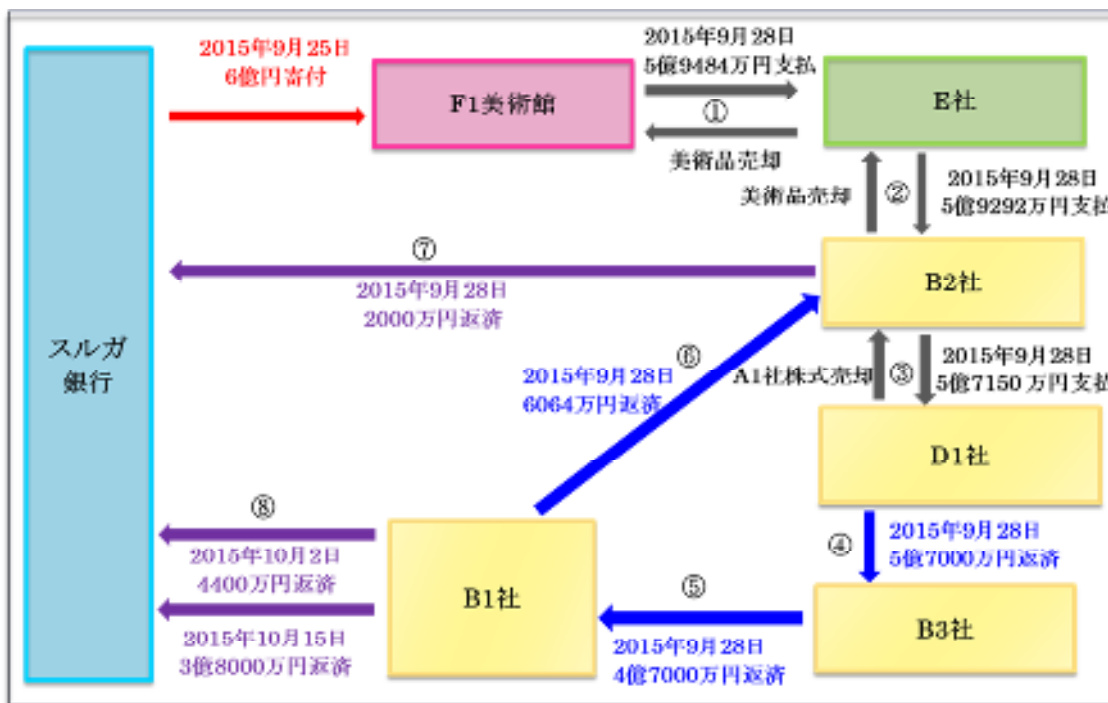 2015年9月25日
6億円寄付
F1美術館
2015年9月28日
5億9484万円支払
①
美術品売却
E社
美術品売却
②
2015年9月28日
5億9292万円支払
⑦
2015年9月28日
2000万円返済
B2社
スルガ
銀行
⑥
2015年9月28日
6064万円返済
A1社株式売却
③
2015年9月28日
5億7150万円支払
D1社
④
2015年9月28日
5億7000万円返済
⑧
2015年10月2日
4400万円返済
B1社
⑤
B3社
2015年10月15日
3億8000万円返済
2015年9月28日
4億7000万円返済